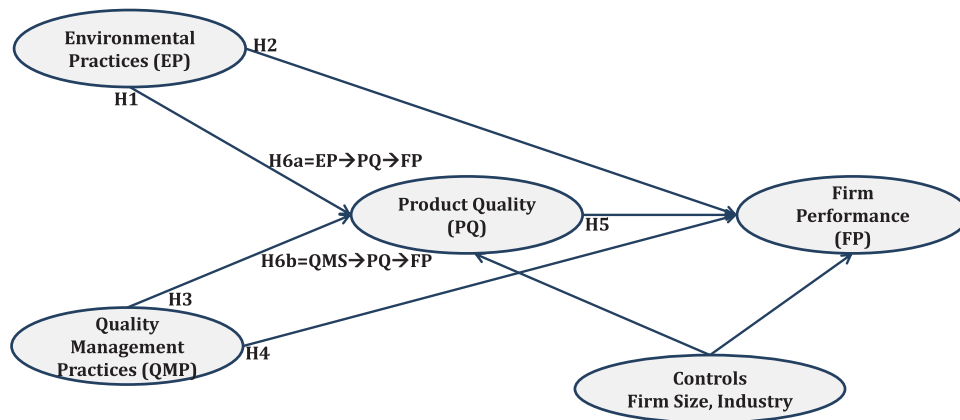 Environmental
Practices (EP)
H2
H1
H6a=EP→PQ→FP
Product Quality
(PQ)
H5
Firm
Performance
(FP)
H6b=QMS→PQ→FP
H3
Quality
Management
Practices (QMP)
H4
Controls
Firm Size, Industry